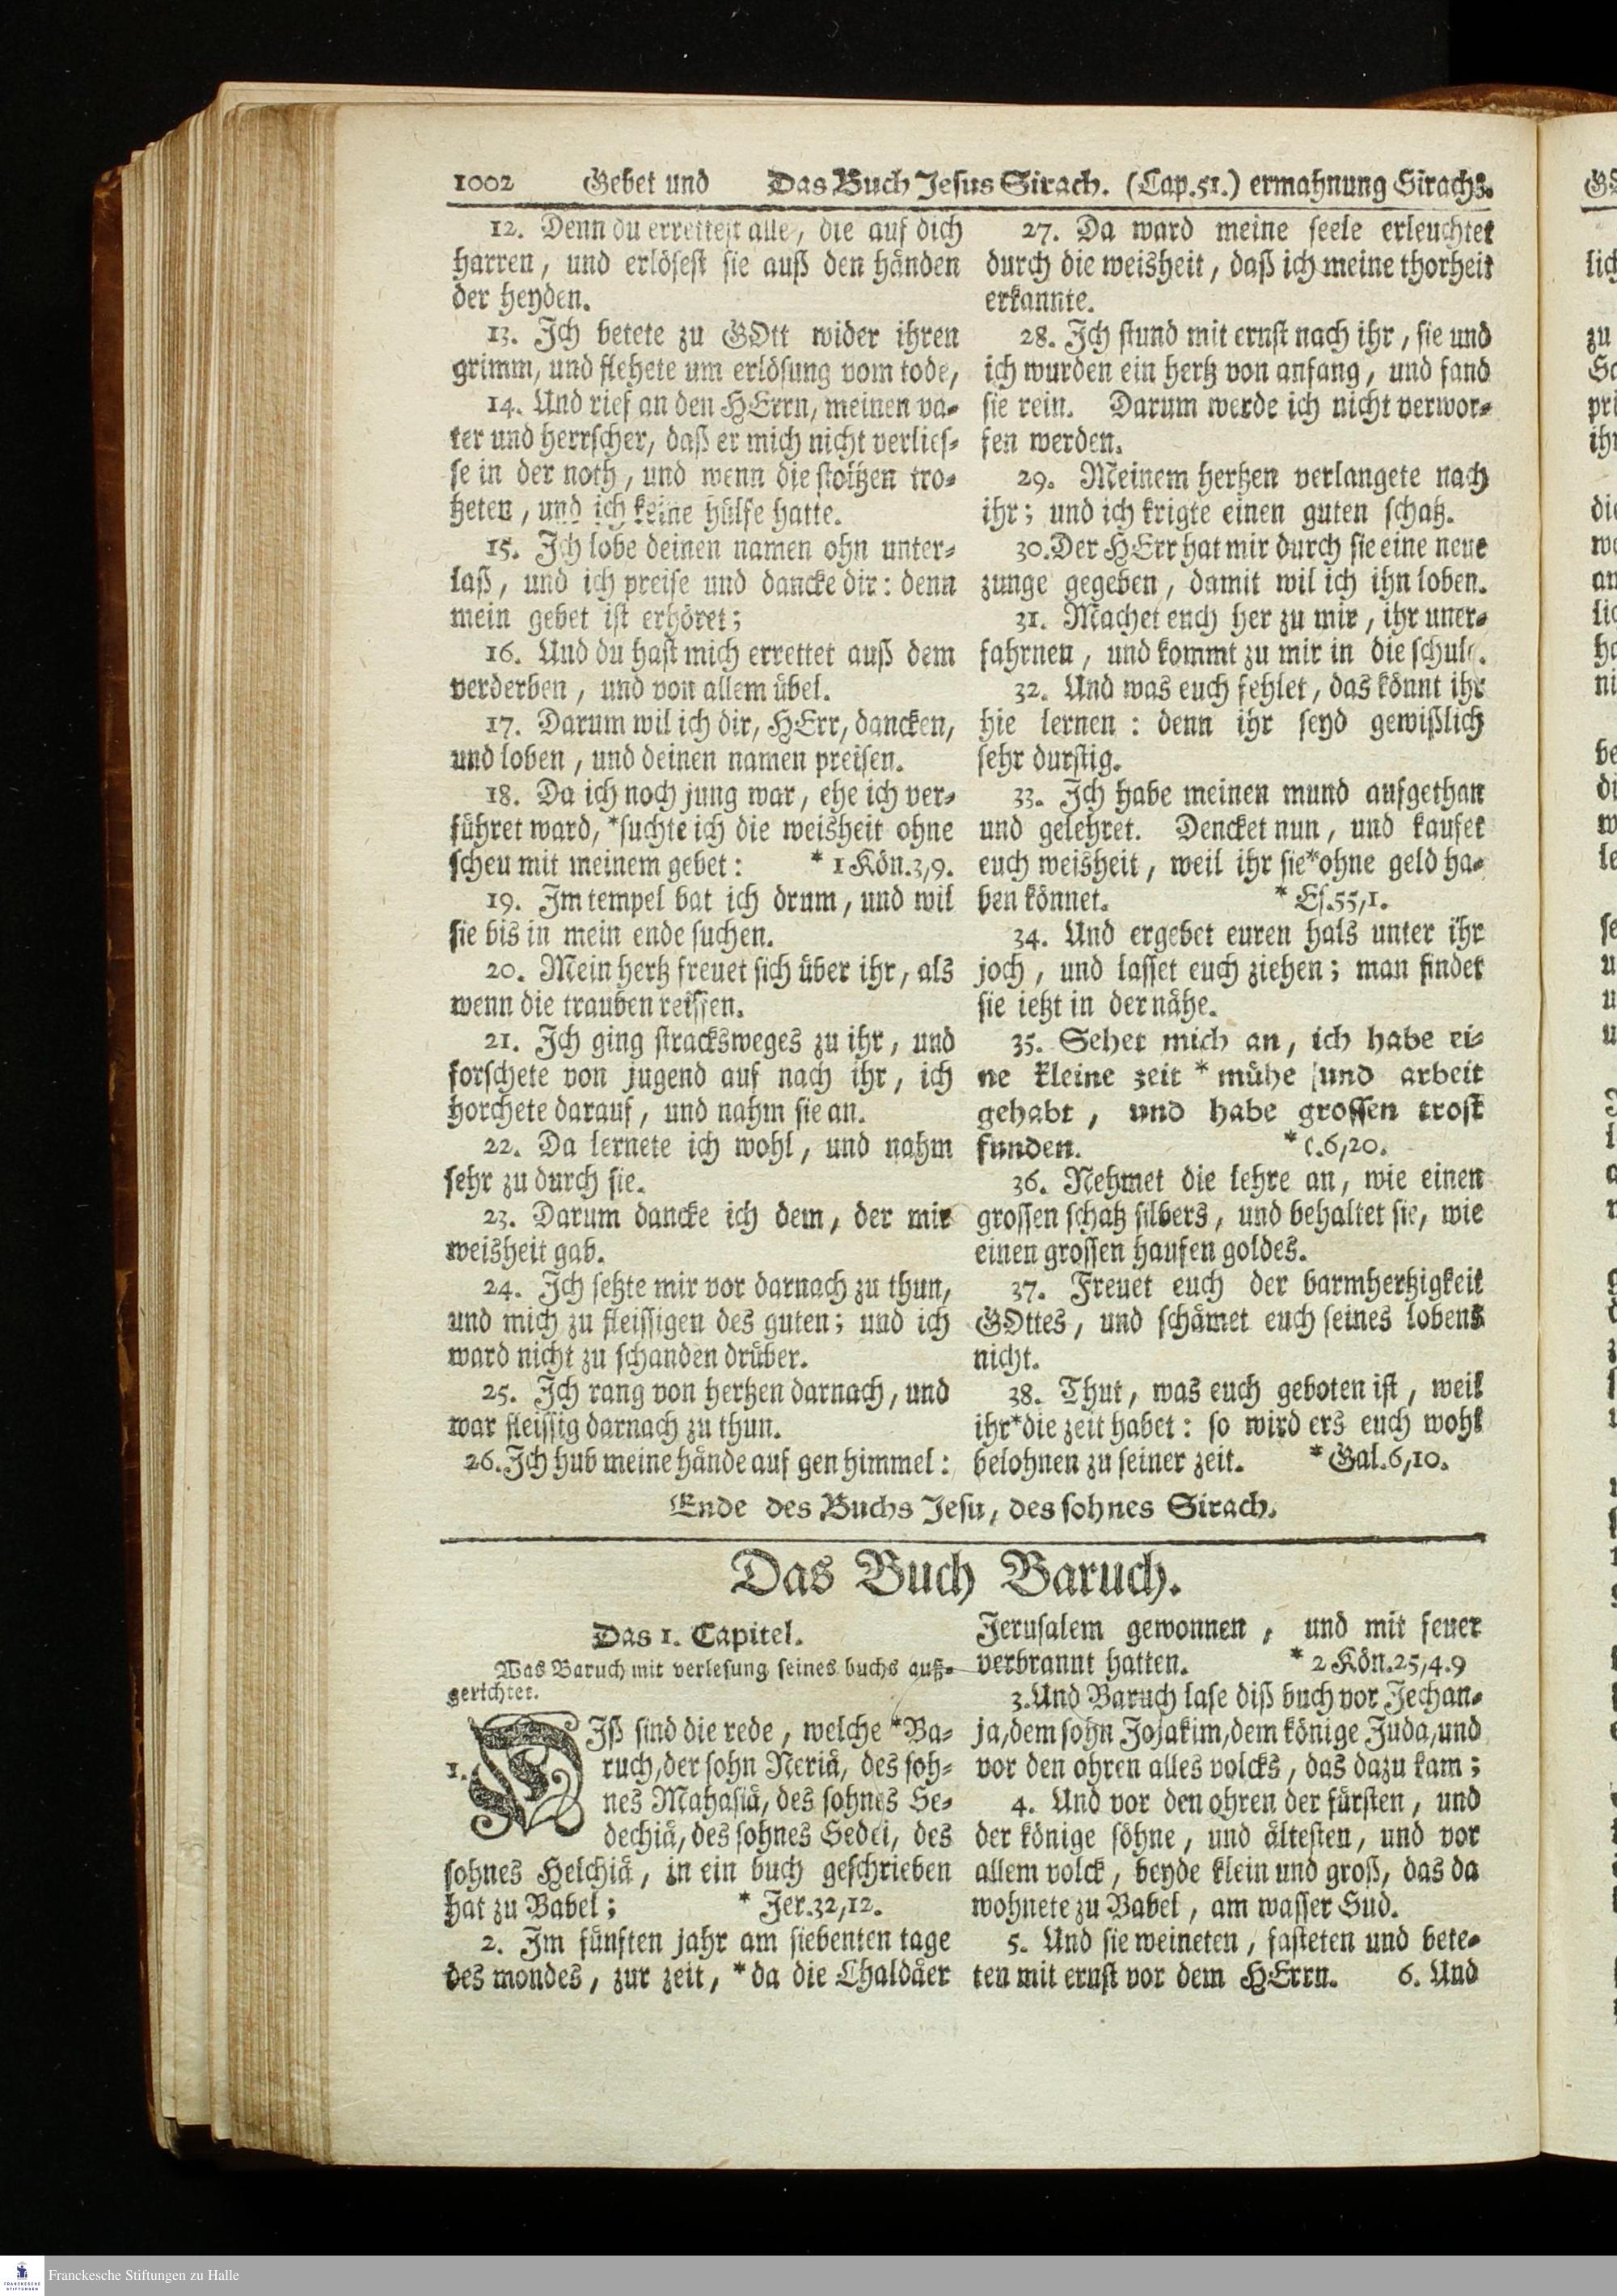 1002 Gebet und Das Buch Jesus Sirach. (Cap.51.) ermahnung Sirachs.
12. Denn du errettest alle, die auf dich
harren, und erlösest sie auß den händen
der heyden.
13. Ich betete zu GOtt wider ihren
grimm, und flehete um erlösung vom tode,
14. Und rief an den HErrn, meinen va-
ter und herrscher, daß er mich nicht verlies-
se in der noth, und wenn die stoltzen tro-
tzeten, und ich keine hülfe hatte.
15. Ich lobe deinen namen ohn unter-
laß, und ich preise und dancke dir: denn
mein gebet ist erhöret;
16. Und du hast mich errettet auß dem
verderben, und von allem übel.
17. Darum wil ich dir, HErr, dancken,
und loben, und deinen namen preisen.
18. Da ich noch jung war, ehe ich ver-
führet ward, *suchte ich die weisheit ohne
scheu mit meinem gebet: * 1 Kön.3,9.
19. Im tempel bat ich drum, und wil
sie bis in mein ende suchen.
20. Mein hertz freuet sich über ihr, als
wenn die trauben reissen.
21. Ich ging stracksweges zu ihr, und
forschete von jugend auf nach ihr, ich
horchete darauf, und nahm sie an.
22. Da lernete ich wohl, und nahm
sehr zu durch sie.
23. Darum dancke ich dem, der mir
weisheit gab.
24. Ich setzte mir vor darnach zu thun,
und mich zu fleissigen des guten; und ich
ward nicht zu schanden drüber.
25. Ich rang von hertzen darnach, und
war fleissig darnach zu thun.
26. Ich hub meine hände auf gen himmel:
27. Da ward meine seele erleuchtet
durch die weisheit, daß ich meine thorheit
erkannte.
28. Ich stund mit ernst nach ihr, sie und
ich wurden ein hertz von anfang, und fand
sie rein. Darum werde ich nicht verwor-
fen werden.
29. Meinem hertzen verlangete nach
ihr; und ich krigte einen guten schatz.
30. Der HErr hat mir durch sie eine neue
zunge gegeben, damit wil ich ihn loben.
31. Machet euch her zu mir, ihr uner-
fahrnen, und kommt zu mir in die schule.
32. Und was euch fehlet, das könnt ihr
hie lernen: denn ihr seyd gewißlich
sehr durstig.
33. Ich habe meinen mund aufgethan
und gelehret. Dencket nun, und kaufet
euch weisheit, weil ihr sie*ohne geld ha-
ben könnet. * Es.55,1.
34. Und ergebet euren hals unter ihr
joch, und lasset euch ziehen; man findet
sie ietzt in der nähe.
35. Sehet mich an, ich habe ei-
ne kleine zeit * mühe und arbeit
gehabt, und habe grossen trost
funden. * c.6,20.
36. Nehmet die lehre an, wie einen
grossen schatz silbers, und behaltet sie, wie
einen grossen haufen goldes.
37. Freuet euch der barmhertzigkeit
GOttes, und schämet euch seines lobens
nicht.
38. Thut, was euch geboten ist, weil
ihr*die zeit habet: so wird ers euch wohl
belohnen zu seiner zeit. * Gal.6,10.
Ende des Buchs Jesu, des sohnes Sirach.
Das Buch Baruch.
Das 1. Capitel.
Was Baruch mit verlesung seines buchs auß-
gerichtet.
1. DIß sind die rede, welche *Ba-
ruch, der sohn Neriä, des soh-
nes Mahasiä, des sohnes Se-
dechiä, des sohnes Sedei, des
sohnes Helchiä, in ein buch geschrieben
hat zu Babel; * Jer.32,12.
2. Im fünften jahr am siebenten tage
des mondes, zur zeit, *da die Chaldäer
Jerusalem gewonnen, und mit feuer
verbrannt hatten. * 2 Kön.25,4.9
3. Und Baruch lase diß buch vor Jechan-
ja, dem sohn Jojakim, dem könige Juda, und
vor den ohren alles volcks, das dazu kam;
4. Und vor den ohren der fürsten, und
der könige söhne, und ältesten, und vor
allem volck, beyde klein und groß, das da
wohnete zu Babel, am wasser Sud.
5. Und sie weineten, fasteten und bete-
ten mit ernst vor dem HErrn. 6. Und
Franckesche Stiftungen zu Halle